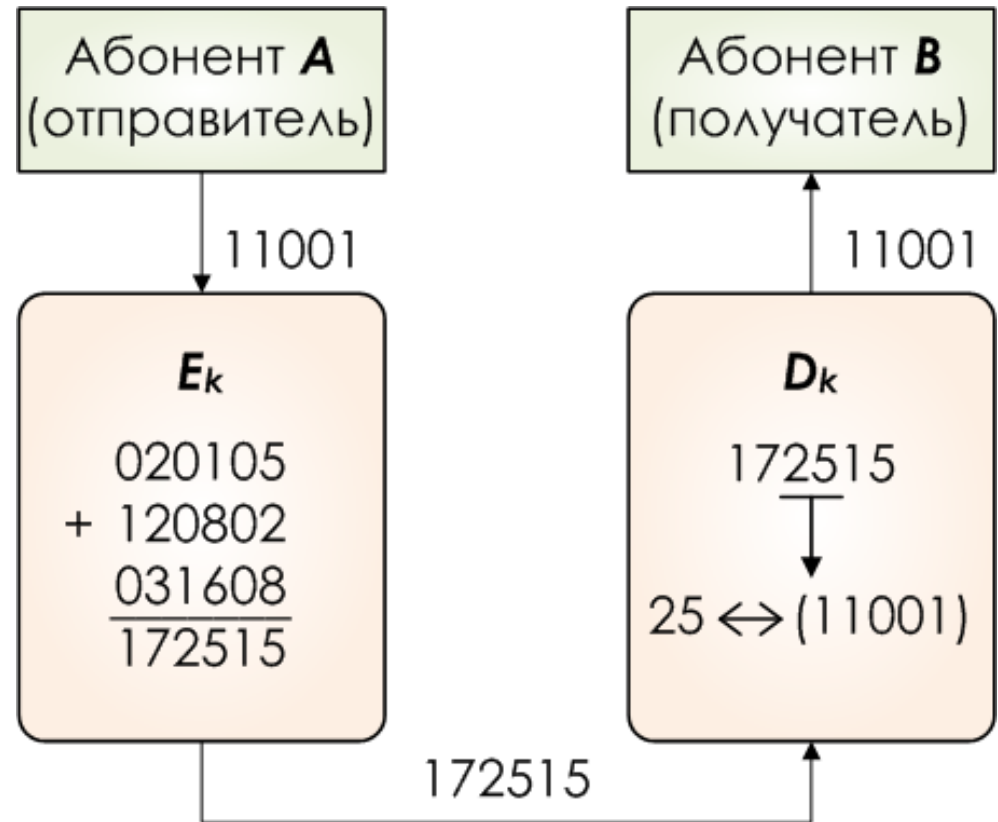 Абонент A
(отправитель)
11001
Ek
020105
+ 120802
031608
172515
172515
Абонент B
(получатель)
11001
Dk
172515
25 ↔ (11001)